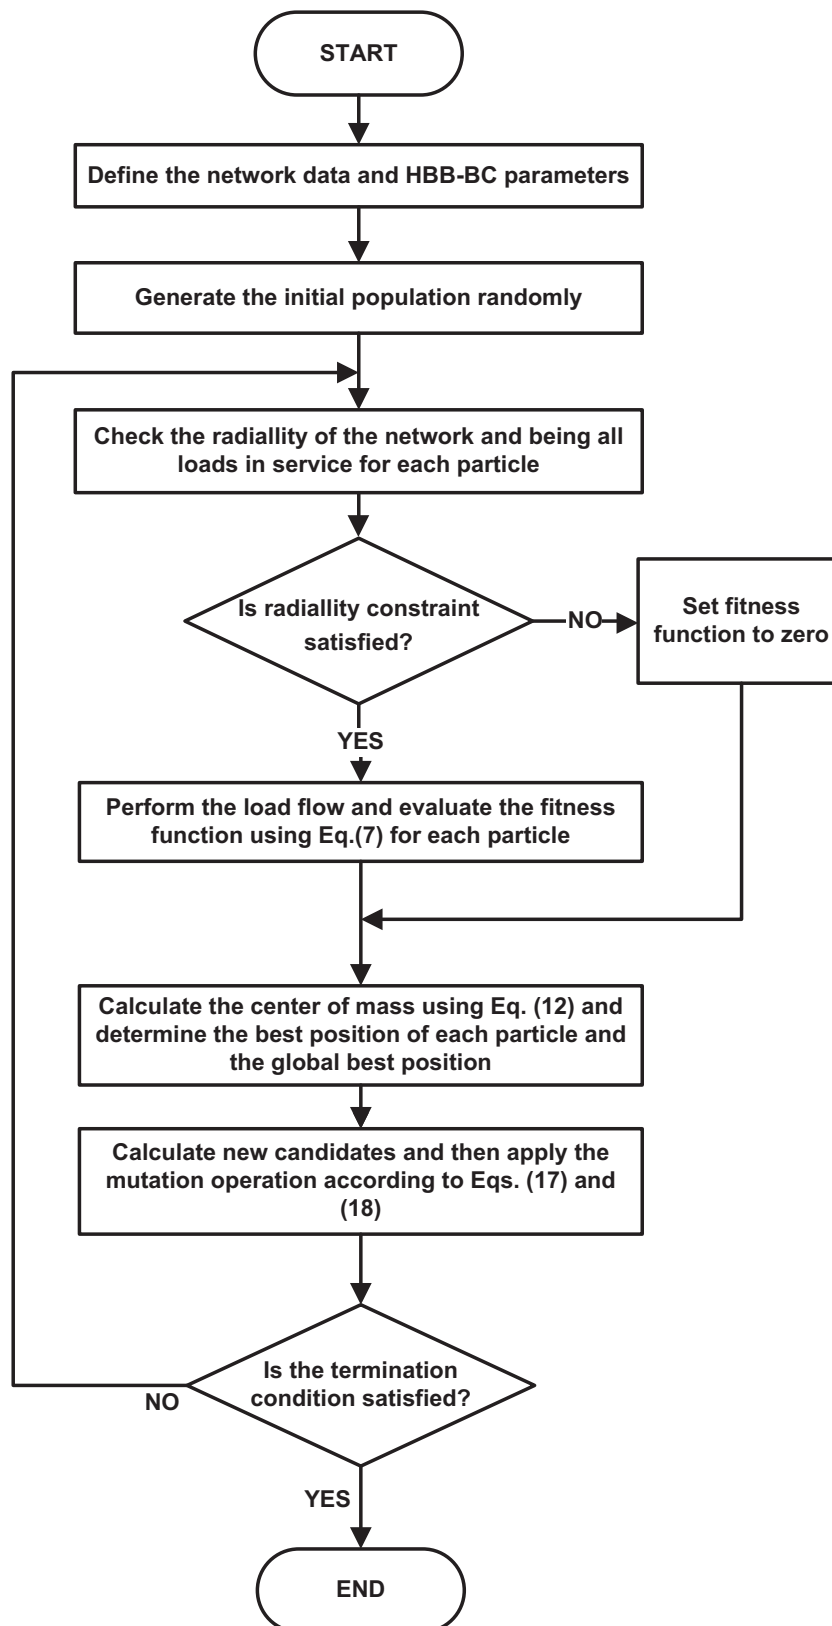 START
Define the network data and HBB-BC parameters
Generate the initial population randomly
Check the radiallity of the network and being all
loads in service for each particle
Is radiallity constraint
satisfied?
NO
Set fitness
function to zero
YES
Perform the load flow and evaluate the fitness
function using Eq.(7) for each particle
Calculate the center of mass using Eq. (12) and
determine the best position of each particle and
the global best position
Calculate new candidates and then apply the
mutation operation according to Eqs. (17) and
(18)
Is the termination
condition satisfied?
NO
YES
END